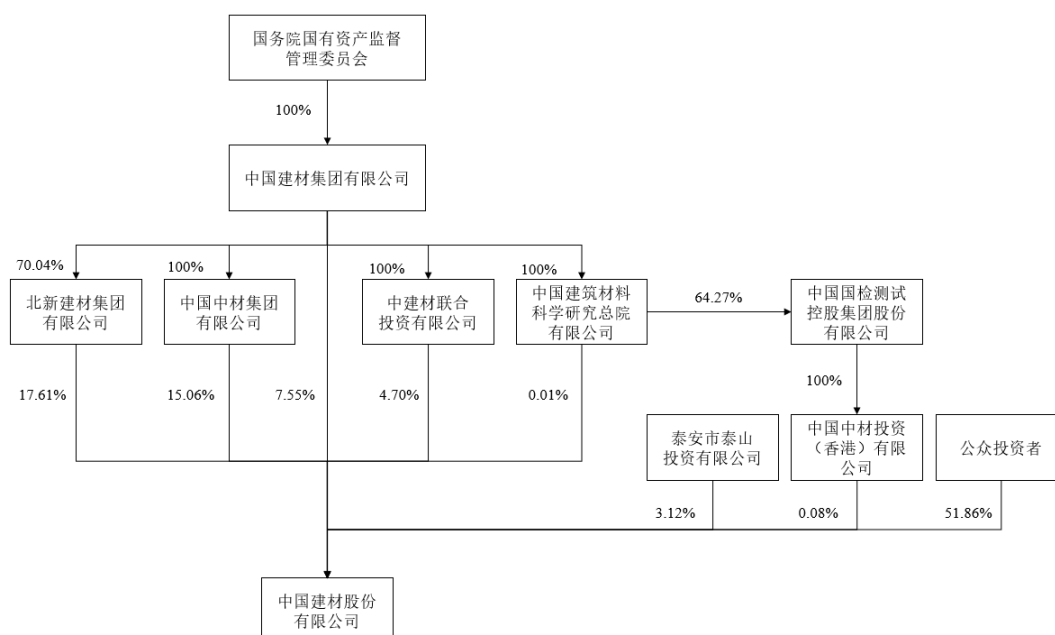 国务院国有资产监督
管理委员会
100%
中国建材集团有限公司
70.04%
100%
100%
100%
北新建材集团
有限公司
中国中材集团
有限公司
中建材联合
投资有限公司
中国建筑材料
科学研究总院
有限公司
64.27%
中国国检测试
控股集团股份
有限公司
17.61%
15.06%
7.55%
4.70%
0.01%
100%
泰安市泰山
投资有限公司
中国中材投资
（香港）有限
公司
公众投资者
3.12%
0.08%
51.86%
中国建材股份
有限公司